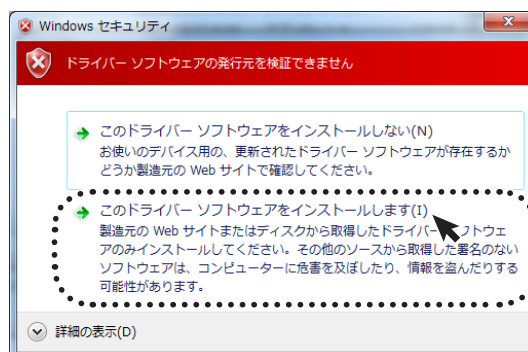 Windows セキュリティ
ドライバー ソフトウェアの発行元を検証できません
このドライバー ソフトウェアをインストールしない(N)
お使いのデバイス用の、更新されたドライバー ソフトウェアが存在するか
どうか製造元の Web サイトで確認してください。
このドライバー ソフトウェアをインストールします(I)
製造元の Web サイトまたはディスクから取得したドライバー ソフトウェ
アのみインストールしてください。その他のソースから取得した署名のない
ソフトウェアは、コンピューターに危害を及ぼしたり、情報を盗んだりする
可能性があります。
詳細の表示(D)